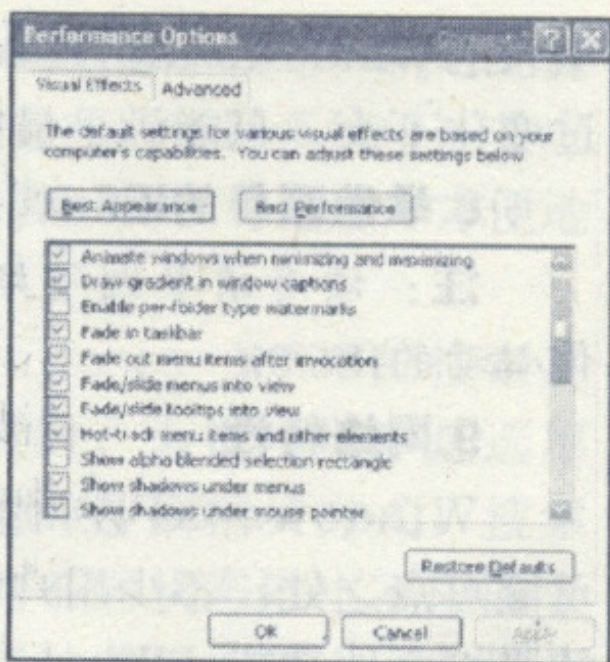 Performance Options
Visual Effects
Advanced
The default settings for various visual effects are based on your
computer's capabilities. You can adjust these settings below
Best Appearance
Best Performance
Animate windows when minimizing and maximizing
Draw gradient in window captions
Enable per-folder type watermarks
Fade in taskbar
Fade out menu items after invocation
Fade/slide menus into view
Fade/slide tooltips into view
Hot-track menu items and other elements
Show alpha blended selection rectangle
Show shadows under menus
Show shadows under mouse pointer
Restore Defaults
OK
Cancel
Apply